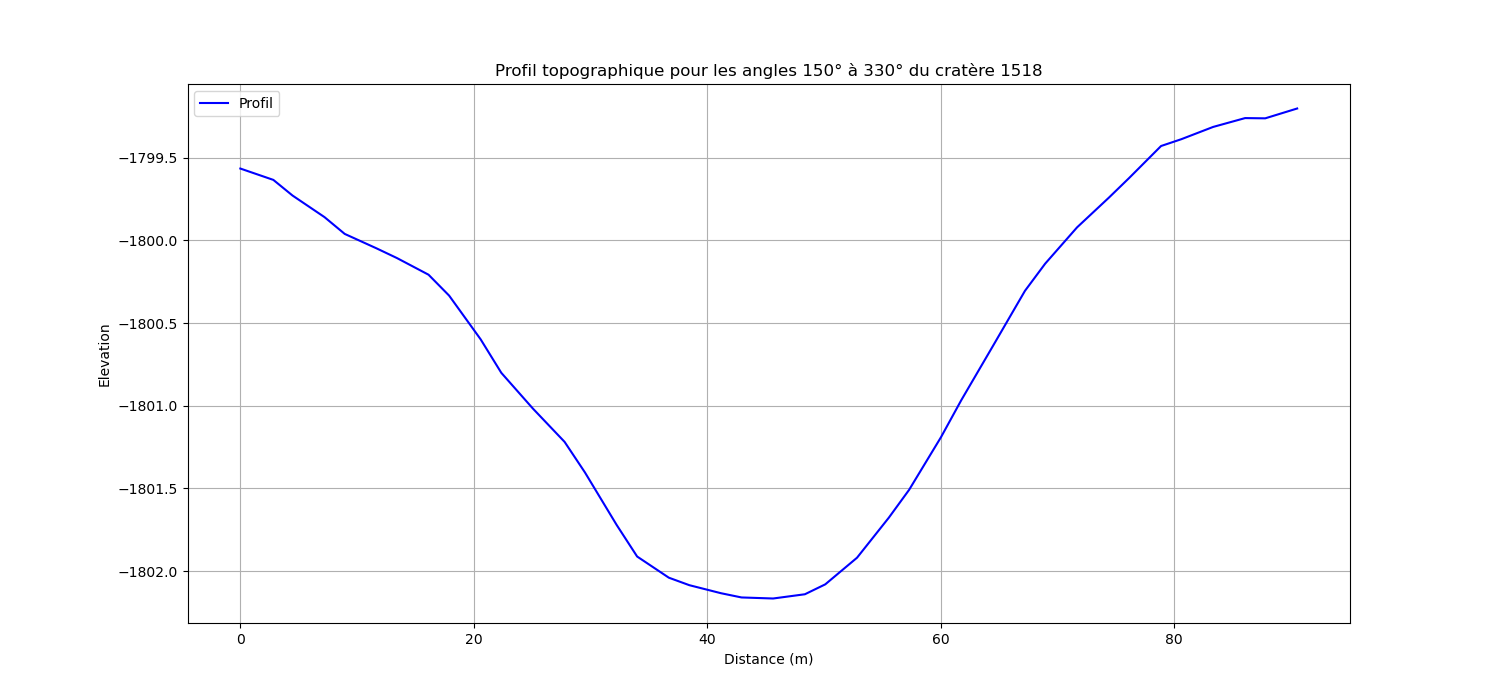 Profil topographique pour les angles 150° à 330° du cratère 1518
Profil
−1799.5
−1800.0
−1800.5
−1801.0
−1801.5
−1802.0
Elevation
0 20 40 60 80
Distance (m)